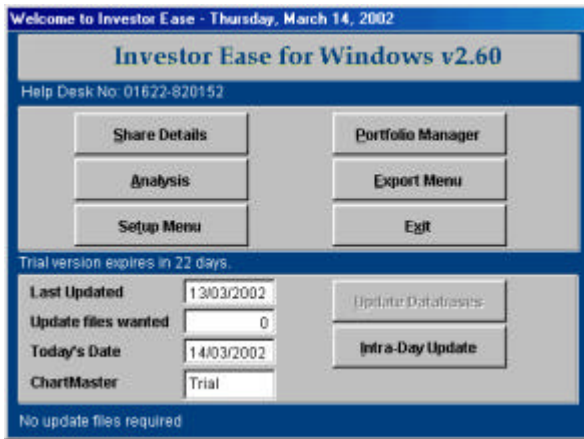 Welcome to Investor Ease - Thursday, March 14, 2002
Investor Ease for Windows v2.60
Help Desk No: 01622-820152
Share Details Portfolio Manager
Analysis Export Menu
Setup Menu Exit
Trial version expires in 22 days.
Last Updated 13/03/2002 Update Databases
Update files wanted 0
Today's Date 14/03/2002 Intra-Day Update
ChartMaster Trial
No update files required